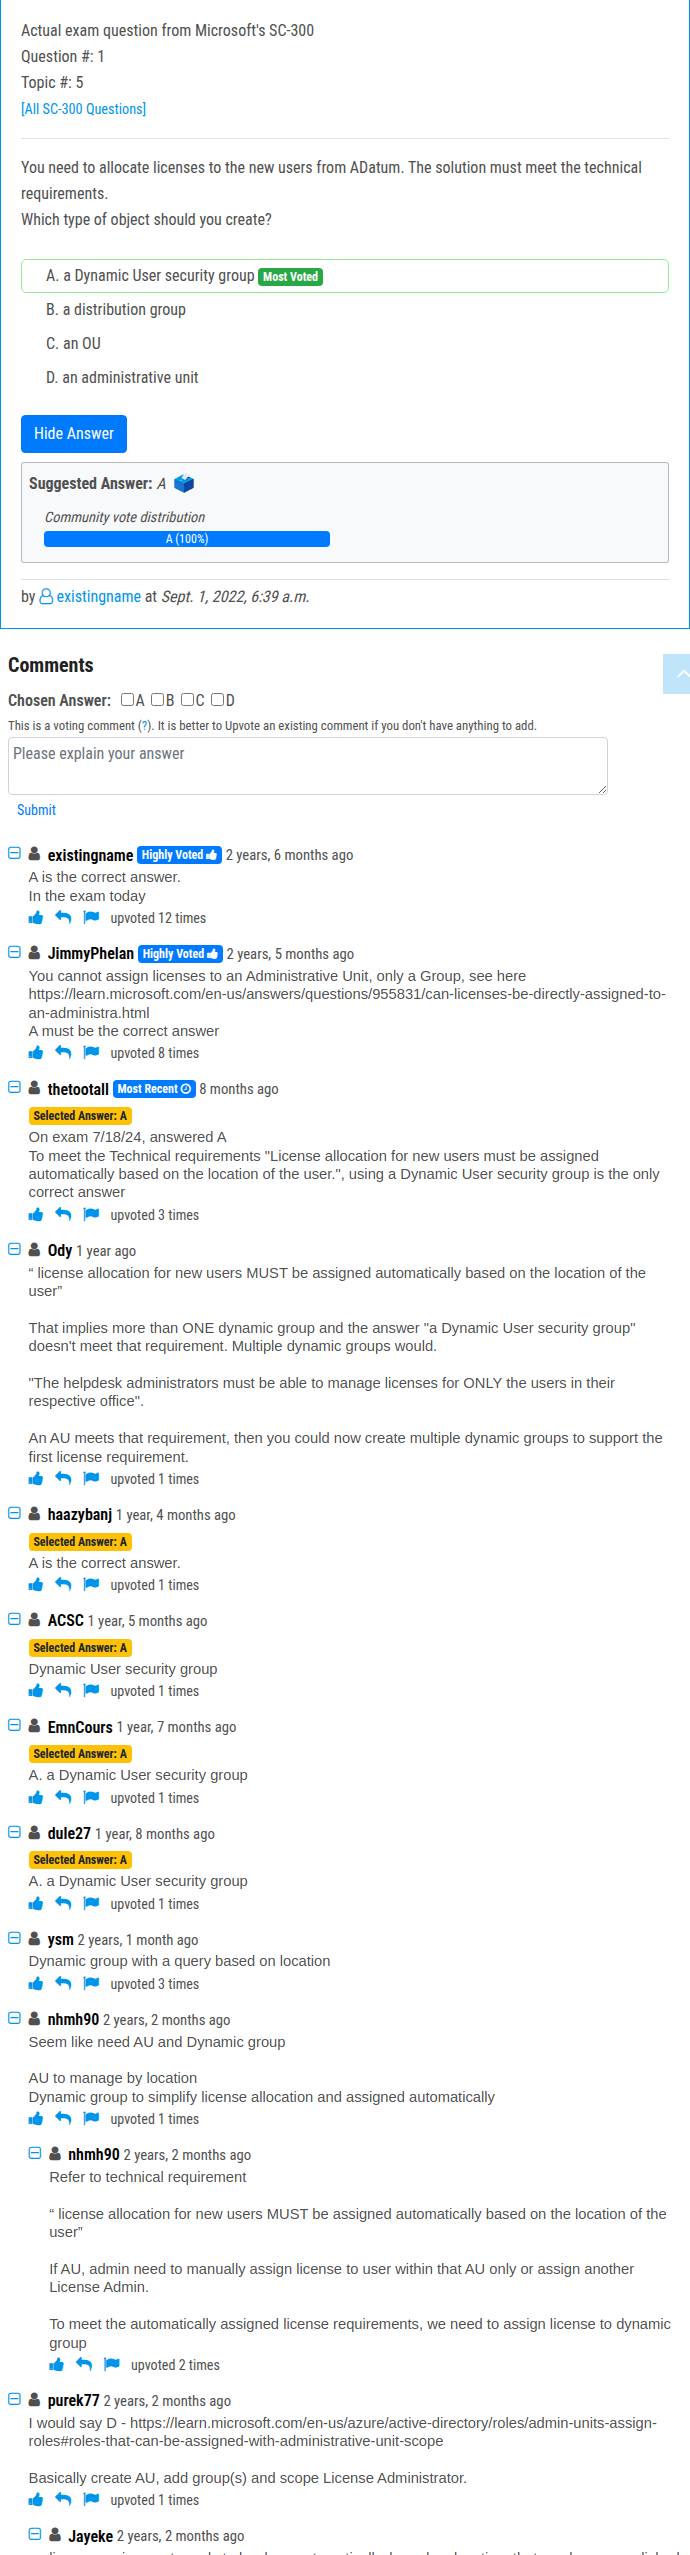 Actual exam question from Microsoft's SC-300
Question #: 1
Topic #: 5
[All SC-300 Questions]
You need to allocate licenses to the new users from ADatum. The solution must meet the technical
requirements.
Which type of object should you create?
A. a Dynamic User security group Most Voted
B. a distribution group
C. an OU
D. an administrative unit
Hide Answer
Suggested Answer: A
Community vote distribution
A (100%)
by existingname at Sept. 1, 2022, 6:39 a.m.
Comments
Chosen Answer: A B C D
This is a voting comment (?). It is better to Upvote an existing comment if you don't have anything to add.
Please explain your answer
Submit
existingname Highly Voted 2 years, 6 months ago
A is the correct answer.
In the exam today
upvoted 12 times
JimmyPhelan Highly Voted 2 years, 5 months ago
You cannot assign licenses to an Administrative Unit, only a Group, see here
https://learn.microsoft.com/en-us/answers/questions/955831/can-licenses-be-directly-assigned-to-
an-administra.html
A must be the correct answer
upvoted 8 times
thetootall Most Recent 8 months ago
Selected Answer: A
On exam 7/18/24, answered A
To meet the Technical requirements "License allocation for new users must be assigned
automatically based on the location of the user.", using a Dynamic User security group is the only
correct answer
upvoted 3 times
Ody 1 year ago
“ license allocation for new users MUST be assigned automatically based on the location of the
user”
That implies more than ONE dynamic group and the answer "a Dynamic User security group"
doesn't meet that requirement. Multiple dynamic groups would.
"The helpdesk administrators must be able to manage licenses for ONLY the users in their
respective office".
An AU meets that requirement, then you could now create multiple dynamic groups to support the
first license requirement.
upvoted 1 times
haazybanj 1 year, 4 months ago
Selected Answer: A
A is the correct answer.
upvoted 1 times
ACSC 1 year, 5 months ago
Selected Answer: A
Dynamic User security group
upvoted 1 times
EmnCours 1 year, 7 months ago
Selected Answer: A
A. a Dynamic User security group
upvoted 1 times
dule27 1 year, 8 months ago
Selected Answer: A
A. a Dynamic User security group
upvoted 1 times
ysm 2 years, 1 month ago
Dynamic group with a query based on location
upvoted 3 times
nhmh90 2 years, 2 months ago
Seem like need AU and Dynamic group
AU to manage by location
Dynamic group to simplify license allocation and assigned automatically
upvoted 1 times
nhmh90 2 years, 2 months ago
Refer to technical requirement
“ license allocation for new users MUST be assigned automatically based on the location of the
user”
If AU, admin need to manually assign license to user within that AU only or assign another
License Admin.
To meet the automatically assigned license requirements, we need to assign license to dynamic
group
upvoted 2 times
purek77 2 years, 2 months ago
I would say D - https://learn.microsoft.com/en-us/azure/active-directory/roles/admin-units-assign-
roles#roles-that-can-be-assigned-with-administrative-unit-scope
Basically create AU, add group(s) and scope License Administrator.
upvoted 1 times
Jayeke 2 years, 2 months ago